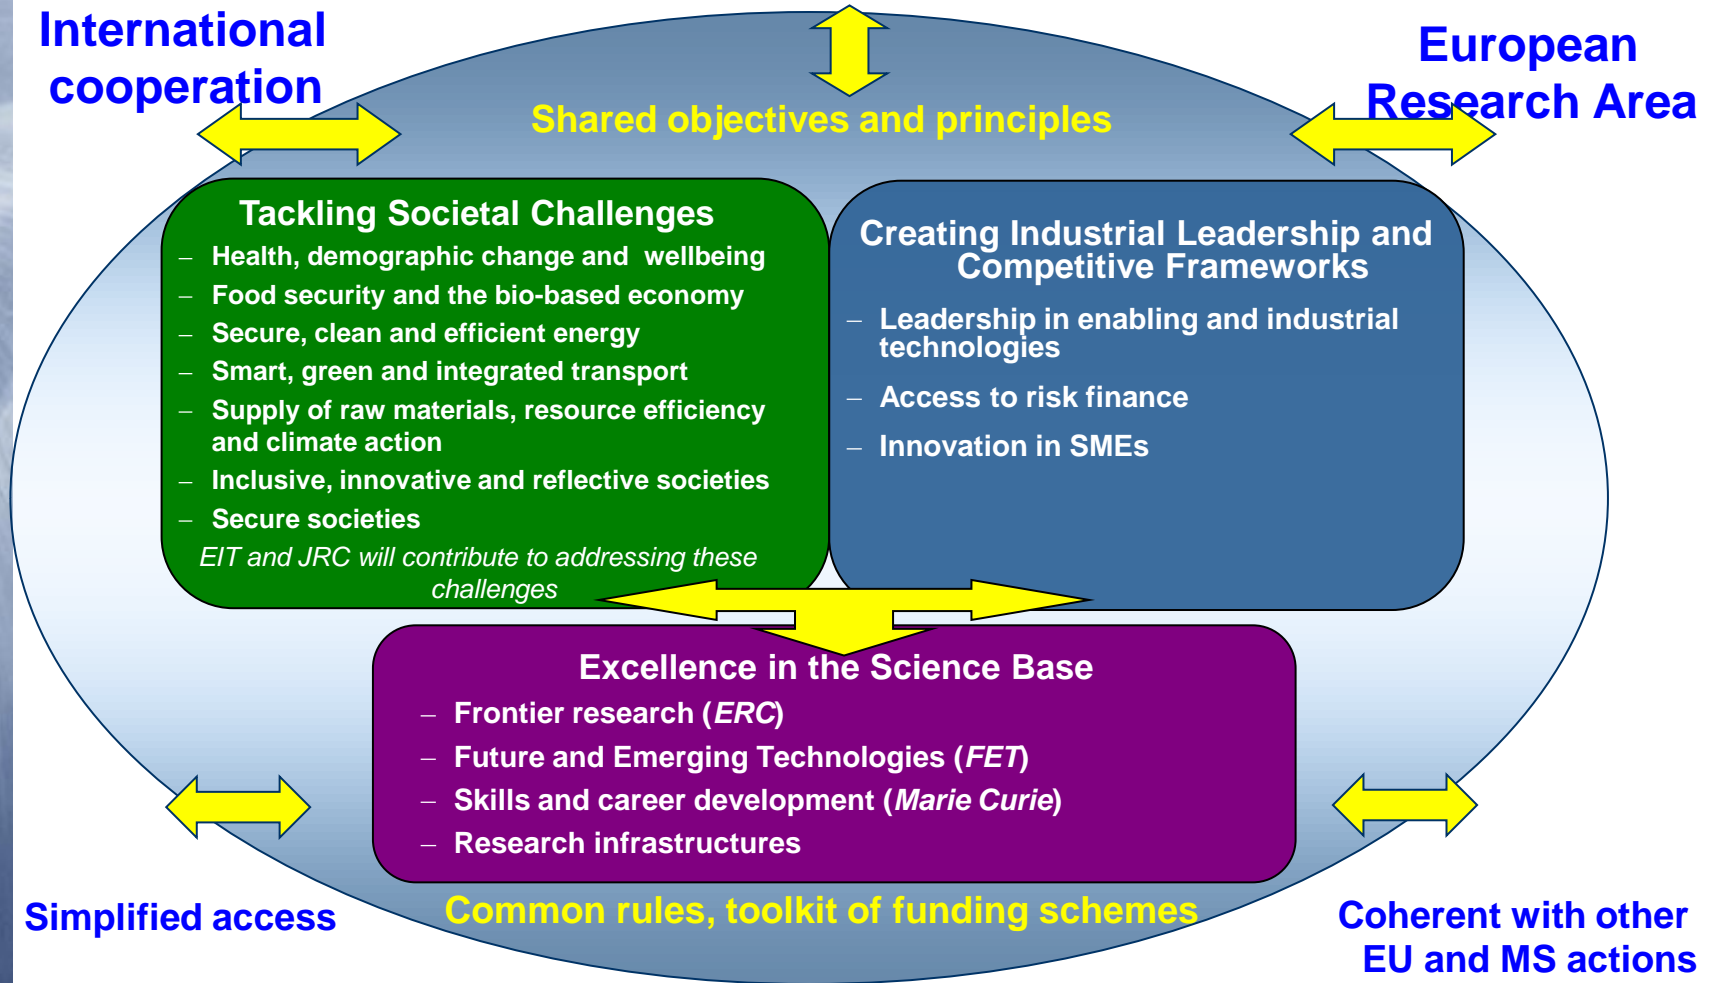 International
cooperation
European
Research Area
Shared objectives and principles
Tackling Societal Challenges
– Health, demographic change and wellbeing
– Food security and the bio-based economy
– Secure, clean and efficient energy
– Smart, green and integrated transport
– Supply of raw materials, resource efficiency
and climate action
– Inclusive, innovative and reflective societies
– Secure societies
EIT and JRC will contribute to addressing these
challenges
Creating Industrial Leadership and
Competitive Frameworks
– Leadership in enabling and industrial
technologies
– Access to risk finance
– Innovation in SMEs
Excellence in the Science Base
– Frontier research (ERC)
– Future and Emerging Technologies (FET)
– Skills and career development (Marie Curie)
– Research infrastructures
Simplified access
Common rules, toolkit of funding schemes
Coherent with other
EU and MS actions